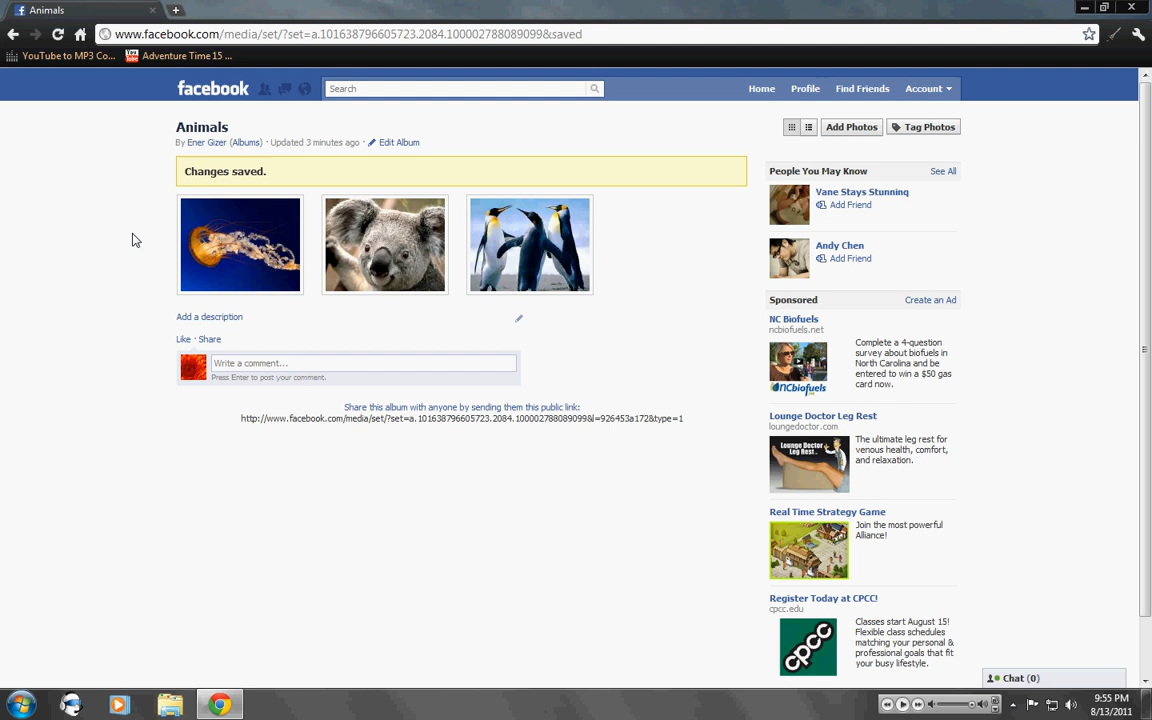 Animals
www.facebook.com/media/set/?set=a.101638796605723.2084.100002788089099&saved
YouTube to MP3 Co...
Adventure Time 15 ...
facebook
Search
Home
Profile
Find Friends
Account
Animals
By Ener Gizer (Albums) · Updated 3 minutes ago · Edit Album
Add Photos
Tag Photos
Changes saved.
Add a description
Like · Share
Write a comment...
Press Enter to post your comment.
Share this album with anyone by sending them this public link:
http://www.facebook.com/media/set/?set=a.101638796605723.2084.100002788089099&l=926453a172&type=1
People You May Know
See All
Vane Stays Stunning
Add Friend
Andy Chen
Add Friend
Sponsored
Create an Ad
NC Biofuels
ncbiofuels.net
NCbiofuels
Complete a 4-question
survey about biofuels in
North Carolina and be
entered to win a $50 gas
card now.
Lounge Doctor Leg Rest
loungedoctor.com
Lounge Doctor
Leg Rest
The ultimate leg rest for
venous health, comfort,
and relaxation.
Real Time Strategy Game
Join the most powerful
Alliance!
Register Today at CPCC!
cpcc.edu
cpcc
Classes start August 15!
Flexible class schedules
matching your personal &
professional goals that fit
your busy lifestyle.
Chat (0)
9:55 PM
8/13/2011